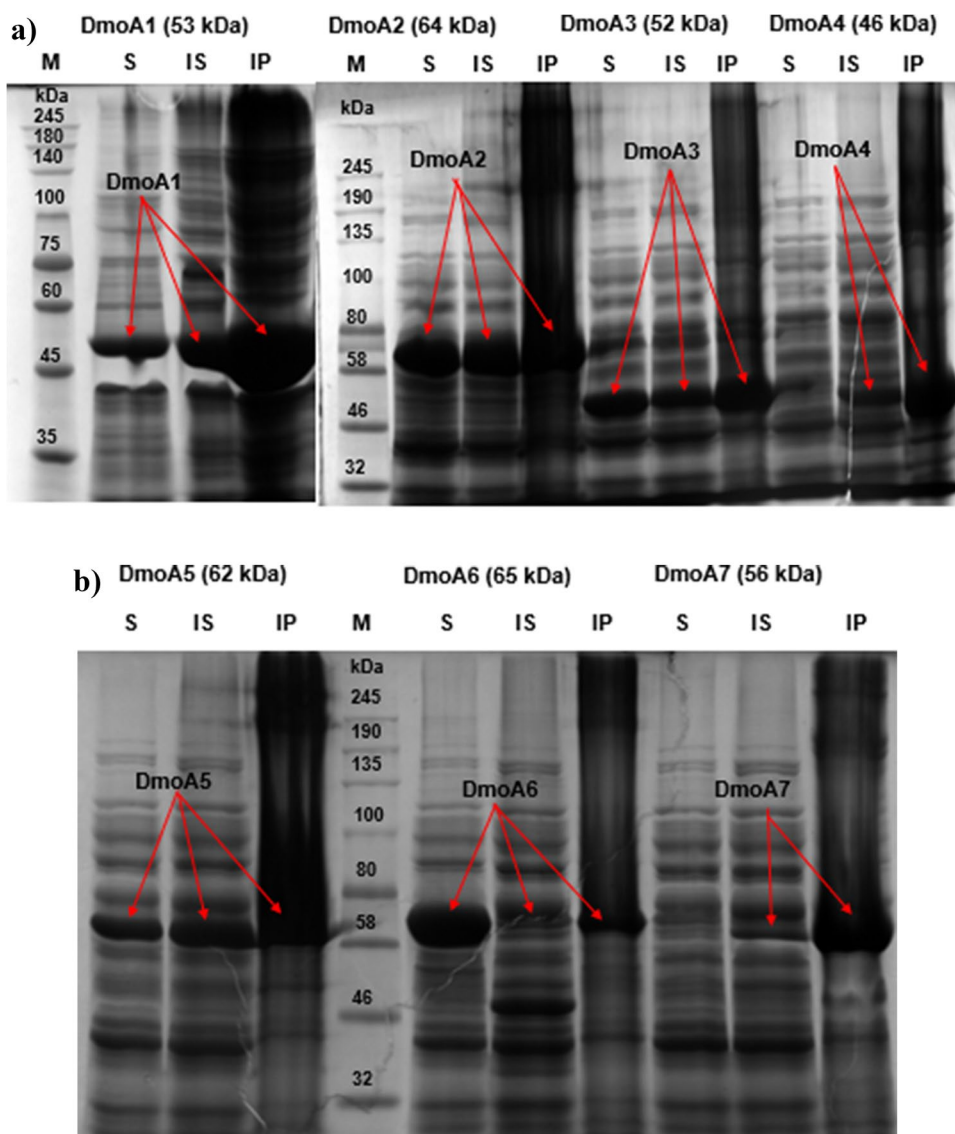 a)
DmoA1 (53 kDa) DmoA2 (64 kDa) DmoA3 (52 kDa) DmoA4 (46 kDa)
M S IS IP M S IS IP S IS IP S IS IP
kDa
245
180
140
100
75
60
45
35
DmoA1
kDa
245
190
135
100
80
58
46
32
DmoA2
DmoA3
DmoA4
b)
DmoA5 (62 kDa) DmoA6 (65 kDa) DmoA7 (56 kDa)
S IS IP M S IS IP S IS IP
kDa
245
190
135
100
80
58
46
32
DmoA5
DmoA6
DmoA7